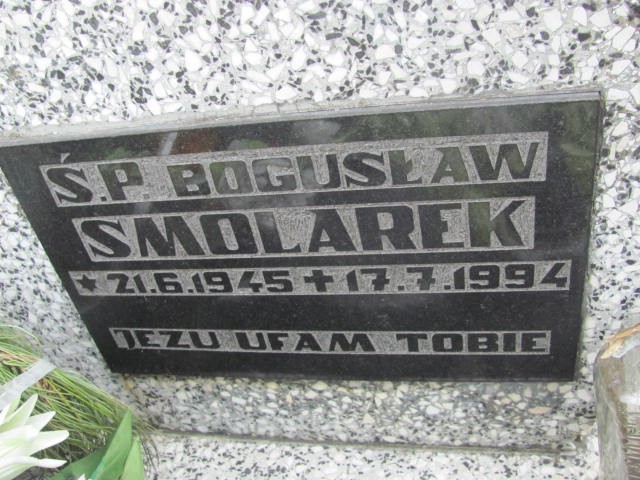 Ś.P. BOGUSŁAW
SMOLAREK
* 21.6.1945 ✝ 17.7.1994
JEZU UFAM TOBIE